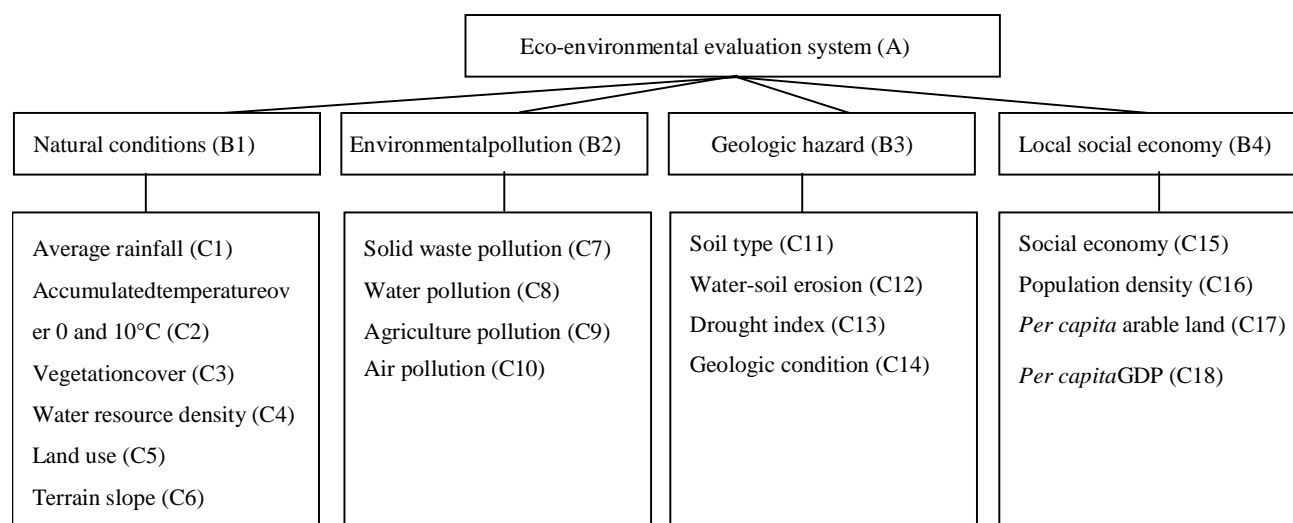 Eco-environmental evaluation system (A)
Natural conditions (B1)
Environmentalpollution (B2)
Geologic hazard (B3)
Local social economy (B4)
Average rainfall (C1)
Accumulatedtemperatureov
er 0 and 10°C (C2)
Vegetationcover (C3)
Water resource density (C4)
Land use (C5)
Terrain slope (C6)
Solid waste pollution (C7)
Water pollution (C8)
Agriculture pollution (C9)
Air pollution (C10)
Soil type (C11)
Water-soil erosion (C12)
Drought index (C13)
Geologic condition (C14)
Social economy (C15)
Population density (C16)
Per capita arable land (C17)
Per capitaGDP (C18)